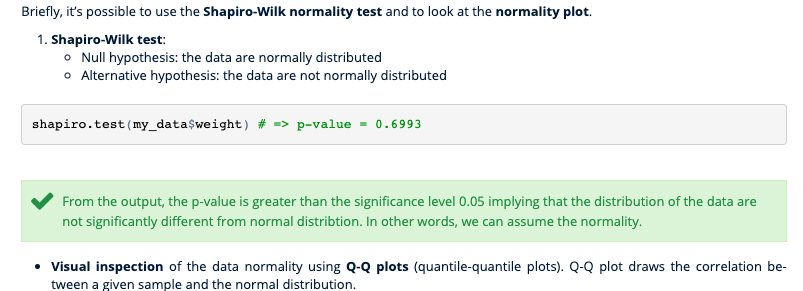 Briefly, it's possible to use the Shapiro-Wilk normality test and to look at the normality plot.
1. Shapiro-Wilk test:
Null hypothesis: the data are normally distributed
Alternative hypothesis: the data are not normally distributed
shapiro.test(my_data$weight) # => p-value = 0.6993
From the output, the p-value is greater than the significance level 0.05 implying that the distribution of the data are
not significantly different from normal distribtion. In other words, we can assume the normality.
• Visual inspection of the data normality using Q-Q plots (quantile-quantile plots). Q-Q plot draws the correlation be-
tween a given sample and the normal distribution.